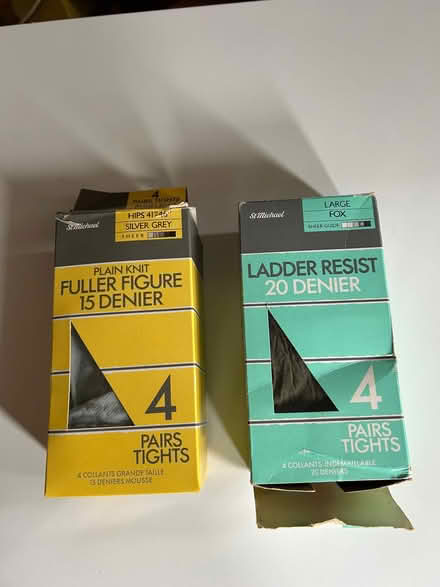 4
St Michael
HIPS 41"-46"
SILVER GREY
SHEER
PLAIN KNIT
FULLER FIGURE
15 DENIER
4
PAIRS
TIGHTS
4 COLLANTS GRANDE TAILLE
15 DENIERS MOUSSE
St Michael
LARGE
FOX
SHEER GUIDE
LADDER RESIST
20 DENIER
4
PAIRS
TIGHTS
4 COLLANTS INDEMAILLABLE
20 DENIERS